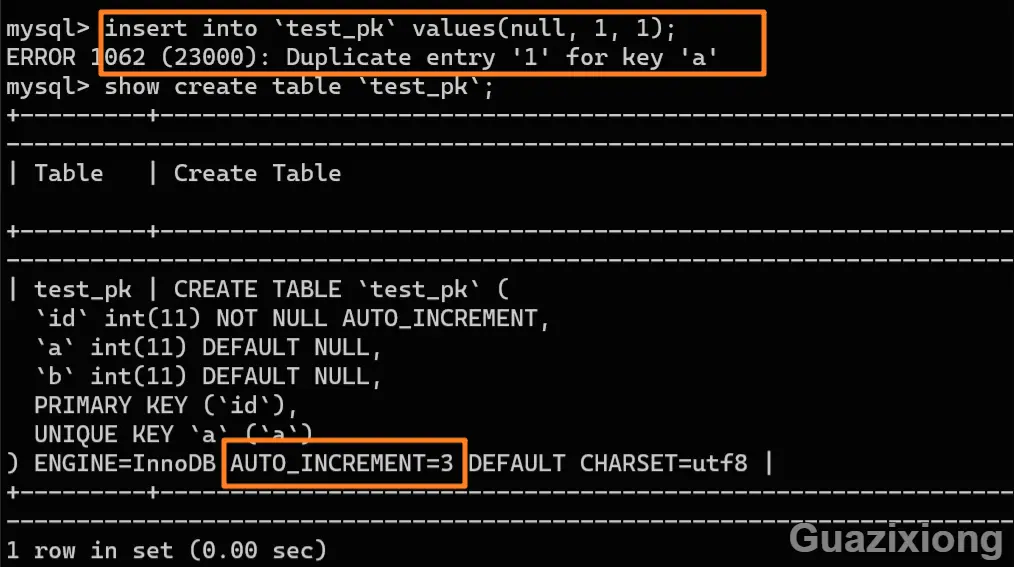 mysql> insert into `test_pk` values(null, 1, 1);
ERROR 1062 (23000): Duplicate entry '1' for key 'a'
mysql> show create table `test_pk`;
+---------+-------------------------------------------------------------
-------------------------------------------------------------------------
| Table   | Create Table
+---------+-------------------------------------------------------------
-------------------------------------------------------------------------
| test_pk | CREATE TABLE `test_pk` (
  `id` int(11) NOT NULL AUTO_INCREMENT,
  `a` int(11) DEFAULT NULL,
  `b` int(11) DEFAULT NULL,
  PRIMARY KEY (`id`),
  UNIQUE KEY `a` (`a`)
) ENGINE=InnoDB AUTO_INCREMENT=3 DEFAULT CHARSET=utf8 |
+---------+-------------------------------------------------------------
-------------------------------------------------------------------------
1 row in set (0.00 sec)
Guazixiong